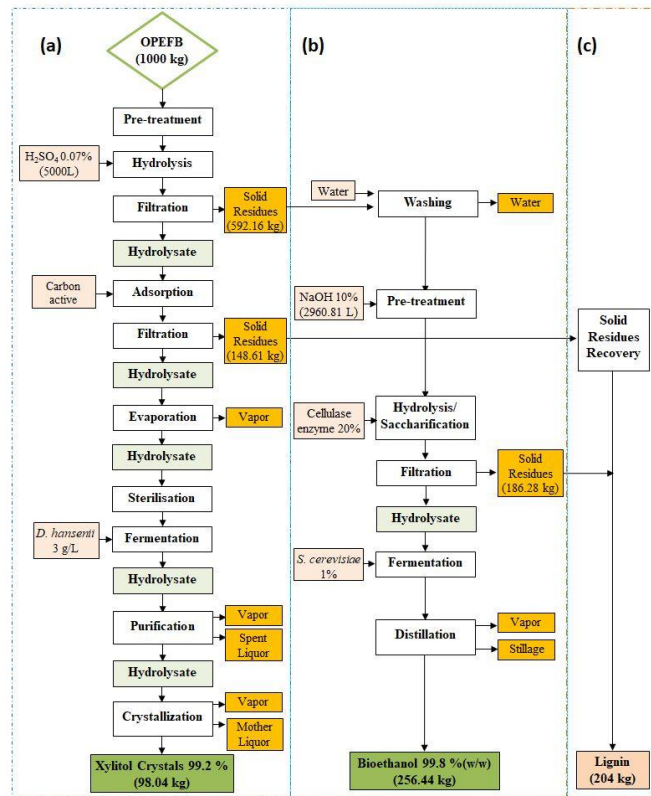 (a)
OPEFB
(1000 kg)
Pre-treatment
H₂SO₄ 0.07%
(5000L)
Hydrolysis
Filtration
Solid
Residues
(592.16 kg)
Hydrolysate
Carbon
active
Adsorption
Filtration
Solid
Residues
(148.61 kg)
Hydrolysate
Evaporation
Vapor
Hydrolysate
Sterilisation
D. hansenii
3 g/L
Fermentation
Hydrolysate
Purification
Vapor
Spent
Liquor
Hydrolysate
Crystallization
Vapor
Mother
Liquor
Xylitol Crystals 99.2 %
(98.04 kg)
(b)
Water
Washing
Water
NaOH 10%
(2960.81 L)
Pre-treatment
Cellulase
enzyme 20%
Hydrolysis/
Saccharification
Filtration
Solid
Residues
(186.28 kg)
Hydrolysate
S. cerevisiae
1%
Fermentation
Distillation
Vapor
Stillage
Bioethanol 99.8 %(w/w)
(256.44 kg)
(c)
Solid
Residues
Recovery
Lignin
(204 kg)